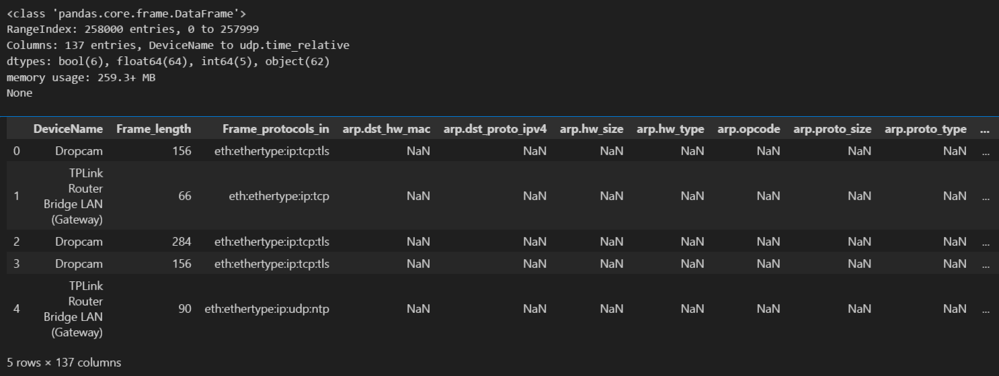 <class 'pandas.core.frame.DataFrame'>
RangeIndex: 258000 entries, 0 to 257999
Columns: 137 entries, DeviceName to udp.time_relative
dtypes: bool(6), float64(64), int64(5), object(62)
memory usage: 259.3+ MB
None
DeviceName Frame_length Frame_protocols_in arp.dst_hw_mac arp.dst_proto_ipv4 arp.hw_size arp.hw_type arp.opcode arp.proto_size arp.proto_type ...
0 Dropcam 156 eth:ethertype:ip:tcp:tls NaN NaN NaN NaN NaN NaN NaN ...
TPLink
Router
1 Bridge LAN 66 eth:ethertype:ip:tcp NaN NaN NaN NaN NaN NaN NaN ...
(Gateway)
2 Dropcam 284 eth:ethertype:ip:tcp:tls NaN NaN NaN NaN NaN NaN NaN ...
3 Dropcam 156 eth:ethertype:ip:tcp:tls NaN NaN NaN NaN NaN NaN NaN ...
TPLink
Router
4 Bridge LAN 90 eth:ethertype:ip:udp:ntp NaN NaN NaN NaN NaN NaN NaN ...
(Gateway)
5 rows × 137 columns